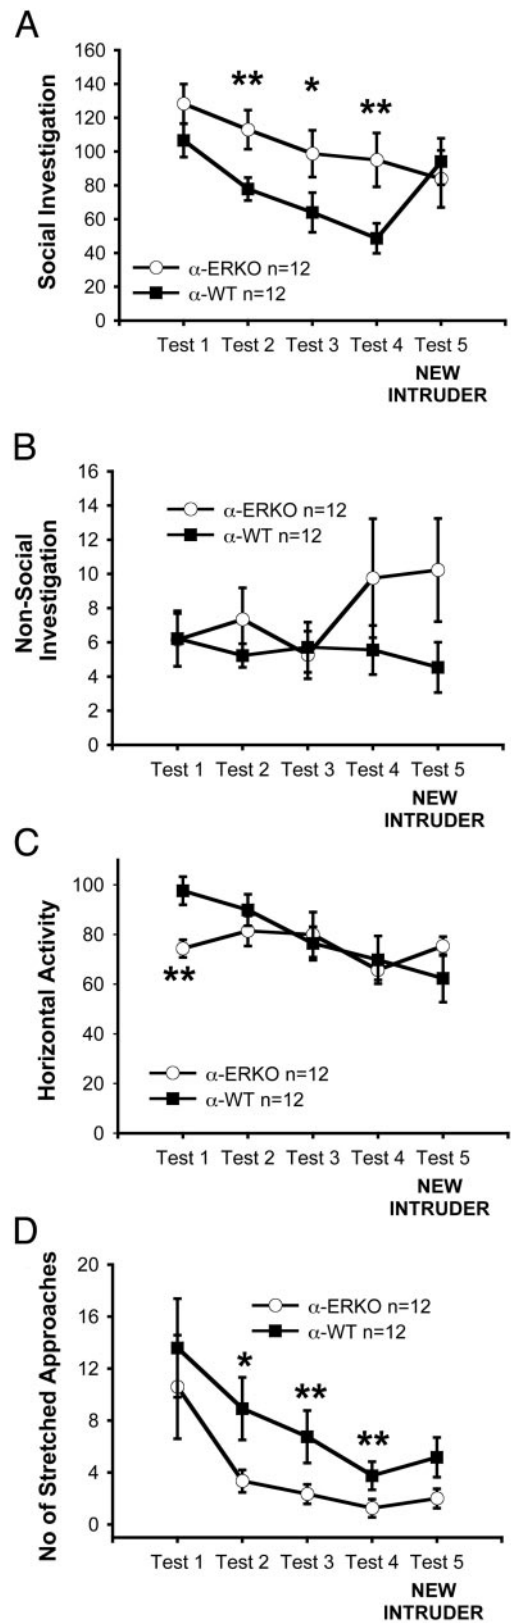 A
Social Investigation
160
140
120
100
80
60
40
20
0
**
*
**
α-ERKO n=12
α-WT n=12
Test 1 Test 2 Test 3 Test 4 Test 5
NEW
INTRUDER
B
Non-Social
Investigation
16
14
12
10
8
6
4
2
0
α-ERKO n=12
α-WT n=12
Test 1 Test 2 Test 3 Test 4 Test 5
NEW
INTRUDER
C
Horizontal Activity
100
80
60
40
20
0
**
α-ERKO n=12
α-WT n=12
Test 1 Test 2 Test 3 Test 4 Test 5
NEW
INTRUDER
D
No of Stretched Approaches
20
16
12
8
4
0
α-ERKO n=12
α-WT n=12
*
**
**
Test 1 Test 2 Test 3 Test 4 Test 5
NEW
INTRUDER